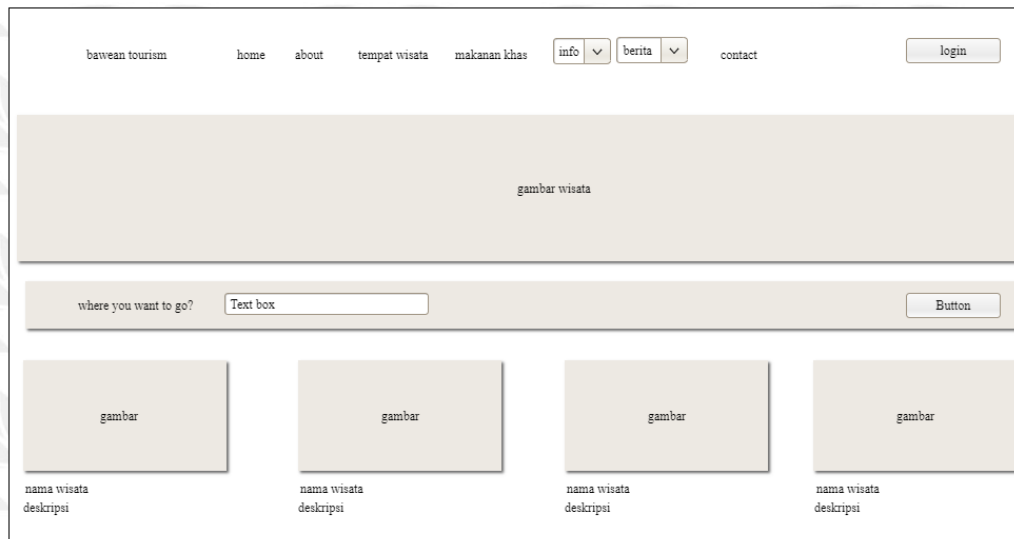 bawean tourism home about tempat wisata makanan khas info berita contact login
gambar wisata
where you want to go? Text box Button
gambar gambar gambar gambar
nama wisata nama wisata nama wisata nama wisata
deskripsi deskripsi deskripsi deskripsi